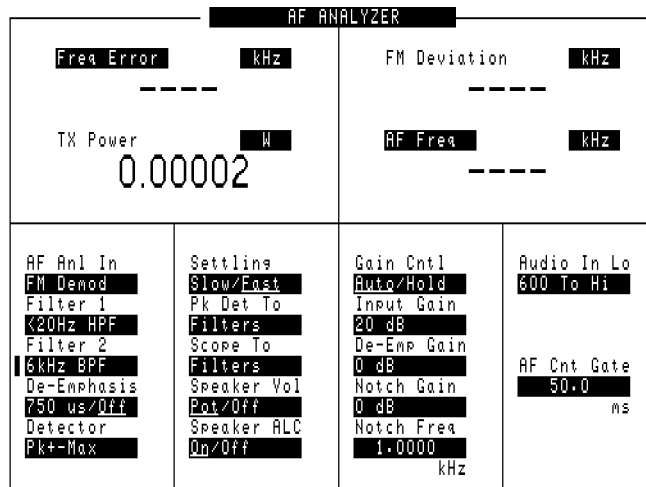 AF ANALYZER
Freq Error kHz
----
FM Deviation kHz
----
TX Power W
0.00002
AF Freq kHz
----
AF Anl In
FM Demod
Filter 1
<20Hz HPF
Filter 2
6kHz BPF
De-Emphasis
750 us/Off
Detector
Pk+-Max
Settling
Slow/Fast
Pk Det To
Filters
Scope To
Filters
Speaker Vol
Pot/Off
Speaker ALC
On/Off
Gain Cntl
Auto/Hold
Input Gain
20 dB
De-Emp Gain
0 dB
Notch Gain
0 dB
Notch Freq
1.0000
kHz
Audio In Lo
600 To Hi
AF Cnt Gate
50.0
ms